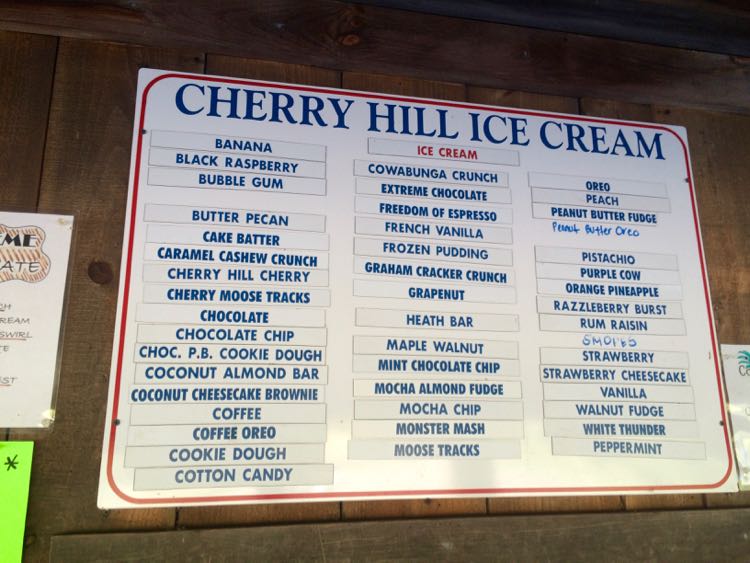 CHERRY HILL ICE CREAM
ICE CREAM
BANANA
BLACK RASPBERRY
BUBBLE GUM
BUTTER PECAN
CAKE BATTER
CARAMEL CASHEW CRUNCH
CHERRY HILL CHERRY
CHERRY MOOSE TRACKS
CHOCOLATE
CHOCOLATE CHIP
CHOC. P.B. COOKIE DOUGH
COCONUT ALMOND BAR
COCONUT CHEESECAKE BROWNIE
COFFEE
COFFEE OREO
COOKIE DOUGH
COTTON CANDY
COWABUNGA CRUNCH
EXTREME CHOCOLATE
FREEDOM OF ESPRESSO
FRENCH VANILLA
FROZEN PUDDING
GRAHAM CRACKER CRUNCH
GRAPENUT
HEATH BAR
MAPLE WALNUT
MINT CHOCOLATE CHIP
MOCHA ALMOND FUDGE
MOCHA CHIP
MONSTER MASH
MOOSE TRACKS
OREO
PEACH
PEANUT BUTTER FUDGE
Peanut Butter Oreo
PISTACHIO
PURPLE COW
ORANGE PINEAPPLE
RAZZLEBERRY BURST
RUM RAISIN
SMORES
STRAWBERRY
STRAWBERRY CHEESECAKE
VANILLA
WALNUT FUDGE
WHITE THUNDER
PEPPERMINT
SWIRL
*